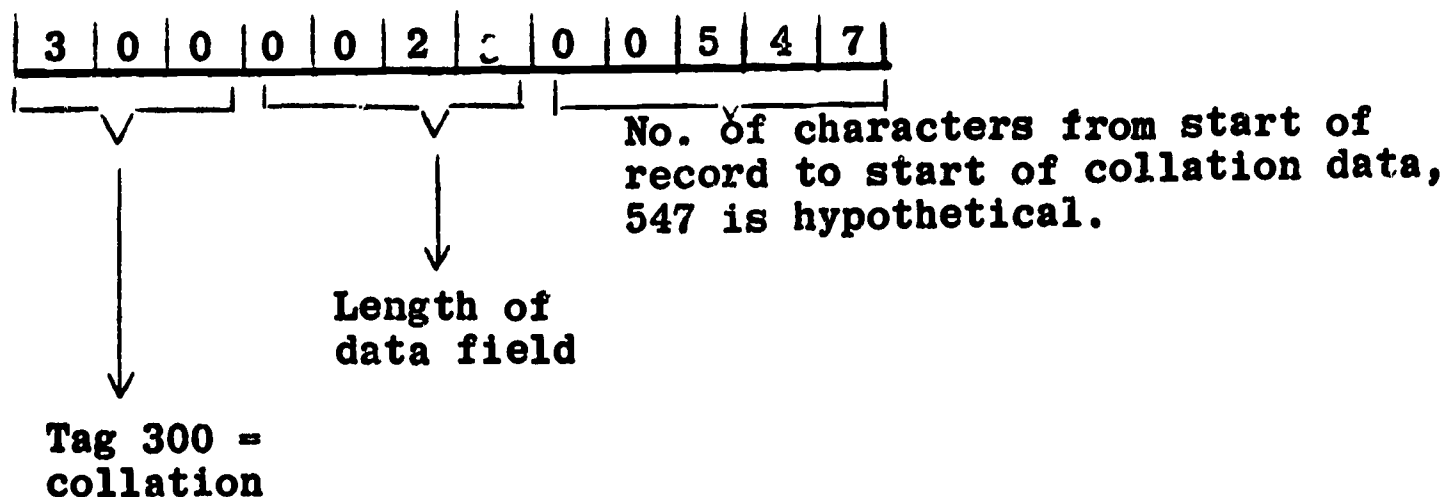 3 0 0 0 0 2 0 0 5 4 7
No. of characters from start of
record to start of collation data,
547 is hypothetical.
Length of
data field
Tag 300 =
collation